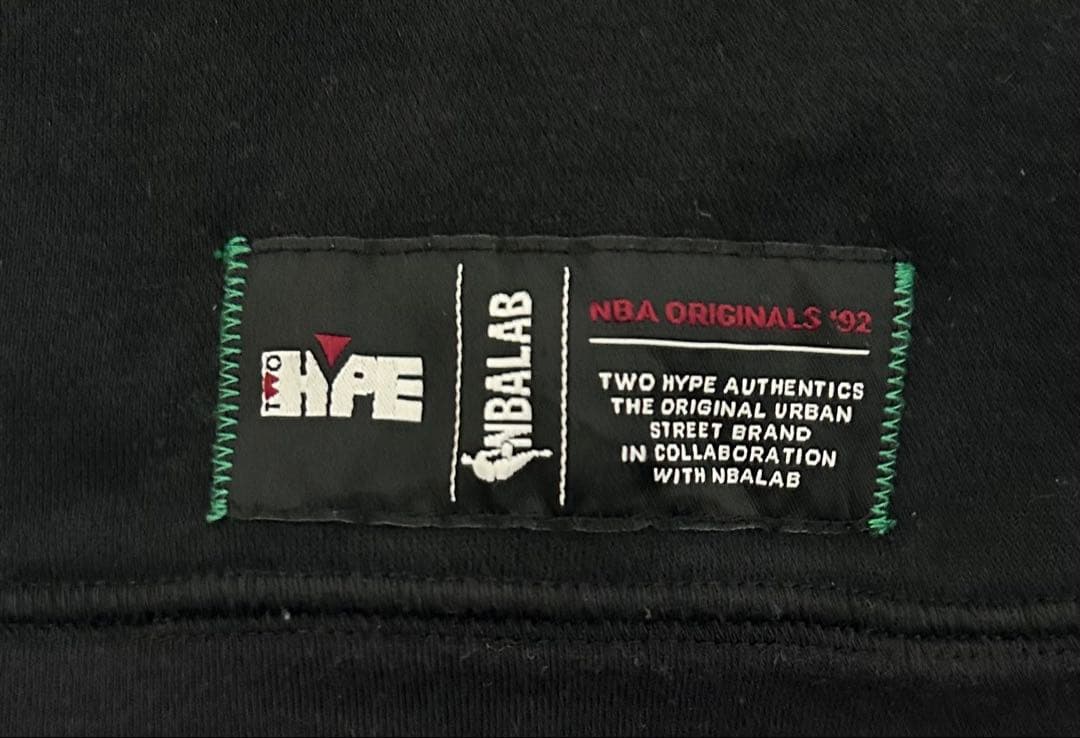 TWO
HYPE
NBALAB
NBA ORIGINALS '92
TWO HYPE AUTHENTICS
THE ORIGINAL URBAN
STREET BRAND
IN COLLABORATION
WITH NBALAB